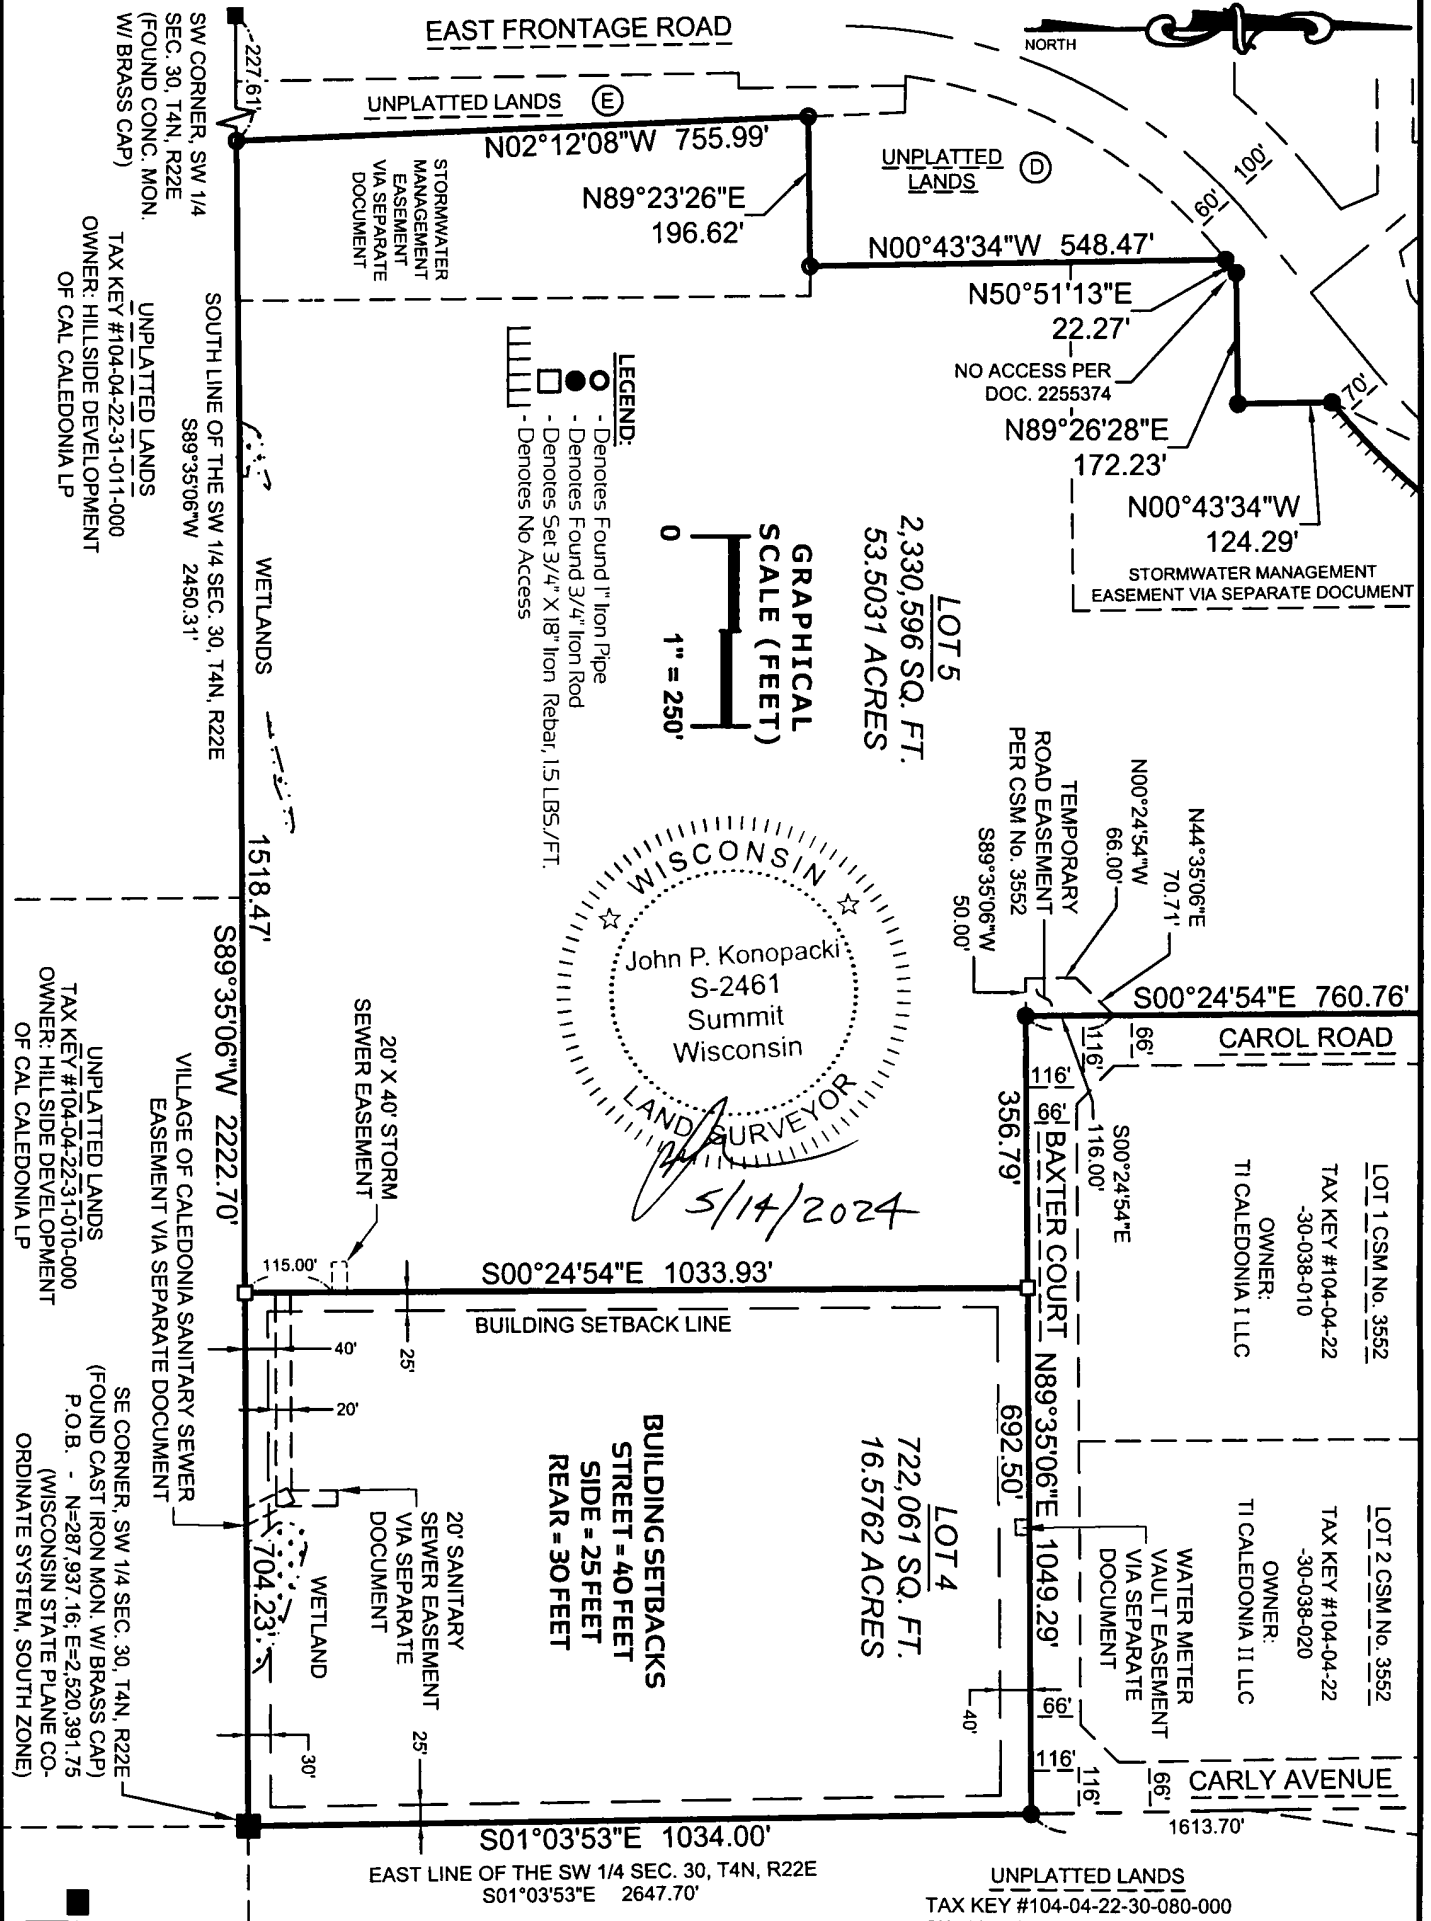 EAST FRONTAGE ROAD
NORTH
227.61'
SW CORNER, SW 1/4
SEC. 30, T4N, R22E
(FOUND CONC. MON.
W/ BRASS CAP)
UNPLATTED LANDS
E
N02°12'08"W 755.99'
UNPLATTED
LANDS
D
100'
60'
70'
N89°23'26"E
196.62'
STORMWATER
MANAGEMENT
EASEMENT
VIA SEPARATE
DOCUMENT
N00°43'34"W 548.47'
N50°51'13"E
22.27'
NO ACCESS PER
DOC. 2255374
N89°26'28"E
172.23'
N00°43'34"W
124.29'
STORMWATER MANAGEMENT
EASEMENT VIA SEPARATE DOCUMENT
UNPLATTED LANDS
TAX KEY #104-04-22-31-011-000
OWNER: HILLSIDE DEVELOPMENT
OF CAL CALEDONIA LP
SOUTH LINE OF THE SW 1/4 SEC. 30, T4N, R22E
S89°35'06"W 2450.31'
WETLANDS
LEGEND:
- Denotes Found 1" Iron Pipe
- Denotes Found 3/4" Iron Rod
- Denotes Set 3/4" X 18" Iron Rebar, 1.5 LBS./FT.
- Denotes No Access
GRAPHICAL
SCALE (FEET)
0
1" = 250'
LOT 5
2,330,596 SQ. FT.
53.5031 ACRES
N44°35'06"E
70.71'
N00°24'54"W
66.00'
TEMPORARY
ROAD EASEMENT
PER CSM No. 3552
S89°35'06"W
50.00'
S00°24'54"E 760.76'
CAROL ROAD
66'
116'
116'
66'
S00°24'54"E
116.00'
WISCONSIN
John P. Konopacki
S-2461
Summit
Wisconsin
LAND SURVEYOR
5/14/2024
1518.47'
S89°35'06"W 2222.70'
356.79'
BAXTER COURT
N89°35'06"E 1049.29'
692.50'
LOT 1 CSM No. 3552
TAX KEY #104-04-22
-30-038-010
OWNER:
TI CALEDONIA I LLC
LOT 2 CSM No. 3552
TAX KEY #104-04-22
-30-038-020
OWNER:
TI CALEDONIA II LLC
20' X 40' STORM
SEWER EASEMENT
115.00'
S00°24'54"E 1033.93'
BUILDING SETBACK LINE
40'
25'
20'
VILLAGE OF CALEDONIA SANITARY SEWER
EASEMENT VIA SEPARATE DOCUMENT
UNPLATTED LANDS
TAX KEY #104-04-22-31-010-000
OWNER: HILLSIDE DEVELOPMENT
OF CAL CALEDONIA LP
BUILDING SETBACKS
STREET = 40 FEET
SIDE = 25 FEET
REAR = 30 FEET
LOT 4
722,061 SQ. FT.
16.5762 ACRES
WATER METER
VAULT EASEMENT
VIA SEPARATE
DOCUMENT
20' SANITARY
SEWER EASEMENT
VIA SEPARATE
DOCUMENT
WETLAND
704.23'
30'
25'
40'
66'
116'
116'
66'
CARLY AVENUE
1613.70'
SE CORNER, SW 1/4 SEC. 30, T4N, R22E
(FOUND CAST IRON MON. W/ BRASS CAP)
P.O.B. - N=287,937.16; E=2,520,391.75
(WISCONSIN STATE PLANE CO-
ORDINATE SYSTEM, SOUTH ZONE)
S01°03'53"E 1034.00'
EAST LINE OF THE SW 1/4 SEC. 30, T4N, R22E
S01°03'53"E 2647.70'
UNPLATTED LANDS
TAX KEY #104-04-22-30-080-000